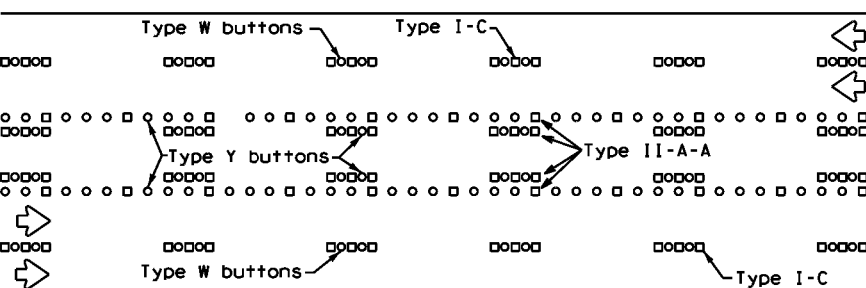 Type W buttons
Type I-C
Type Y buttons
Type II-A-A
Type W buttons
Type I-C